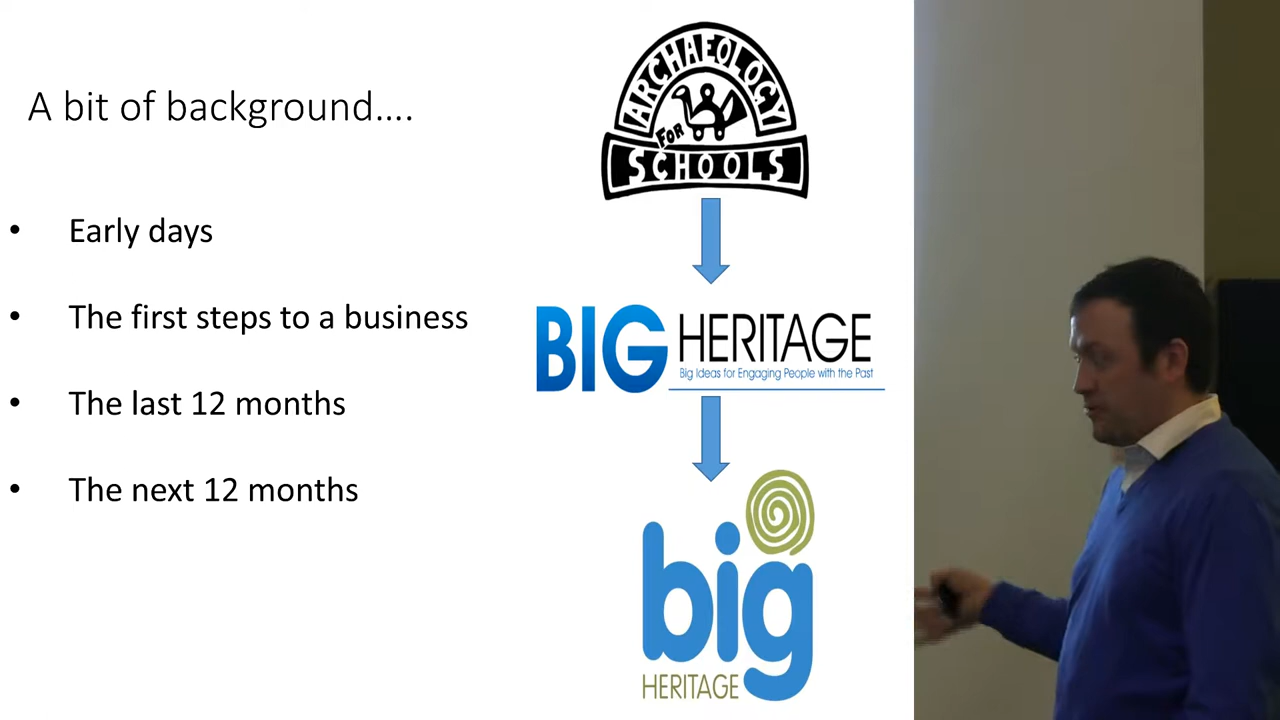 A bit of background....
• Early days
• The first steps to a business
• The last 12 months
• The next 12 months
ARCHAEOLOGY
FOR
SCHOOLS
BIG HERITAGE
Big Ideas for Engaging People with the Past
big
HERITAGE